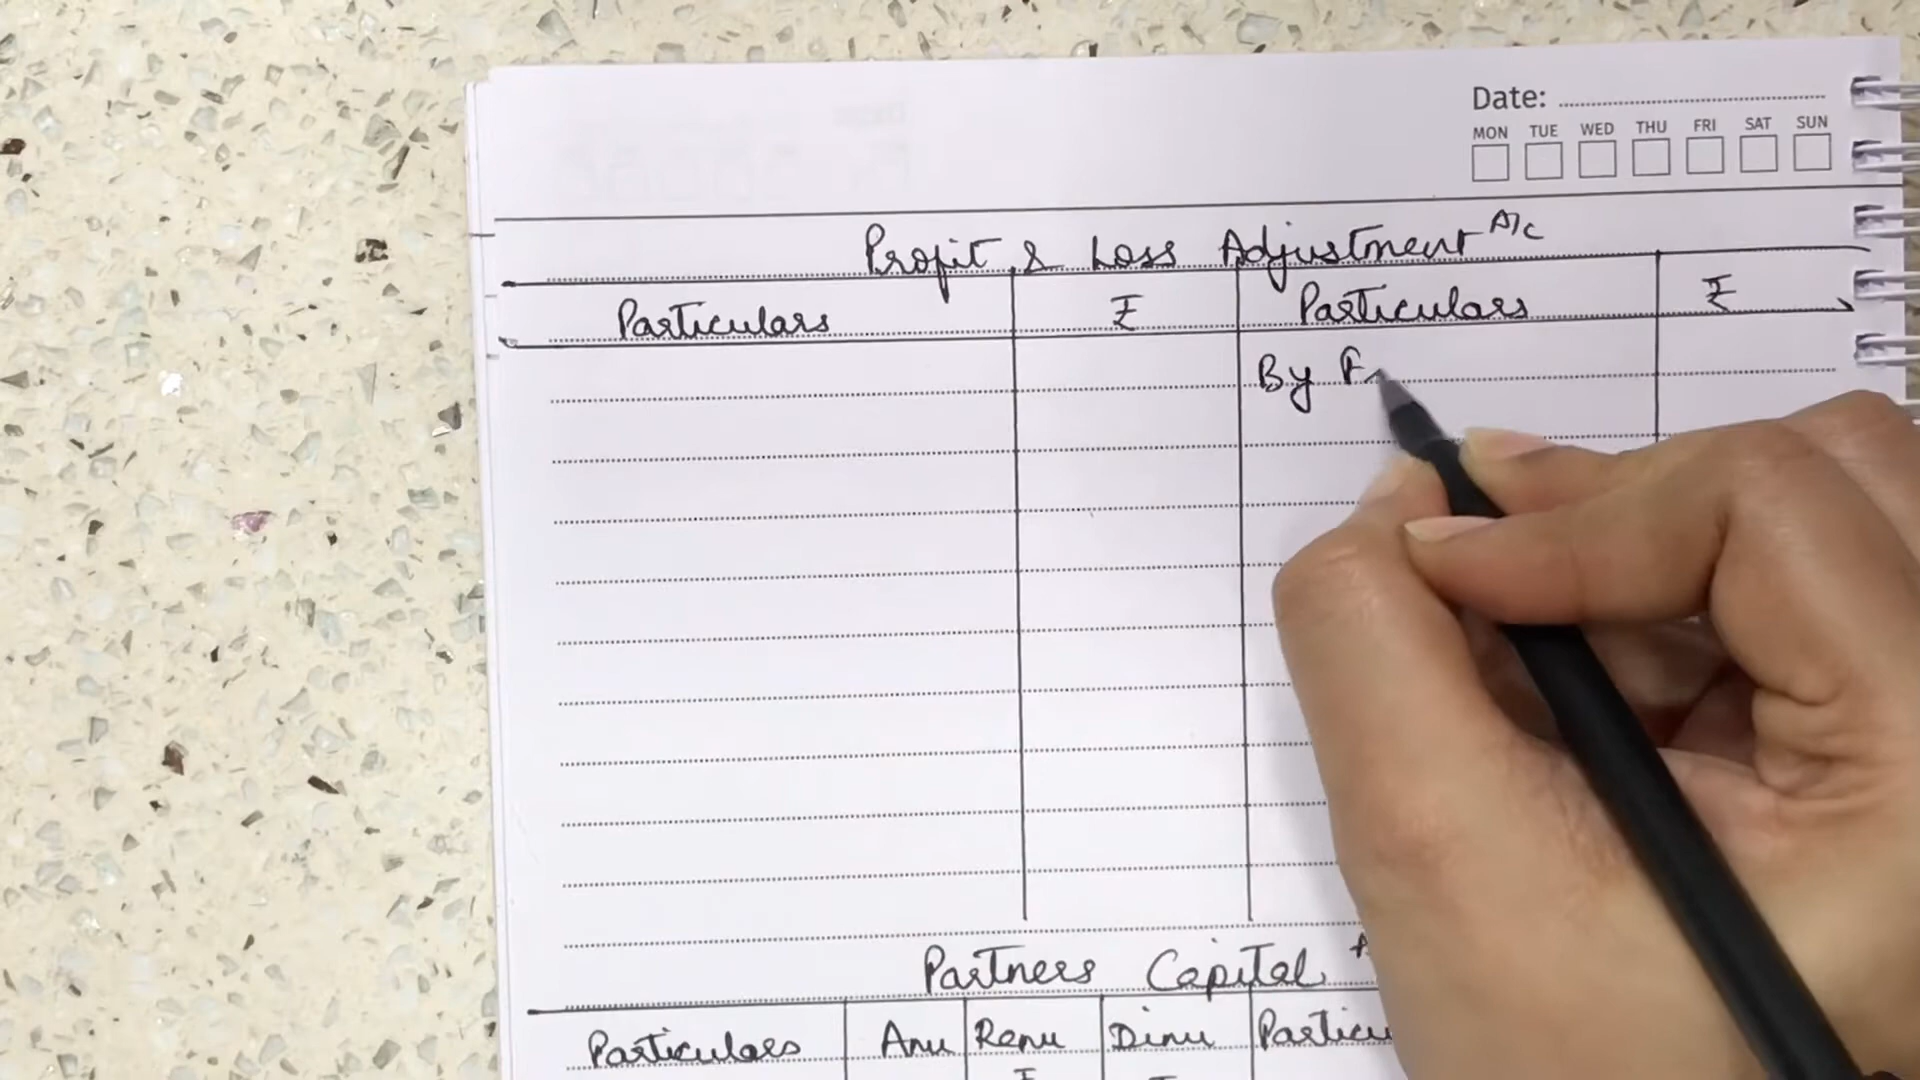 Date:
MON TUE WED THU FRI SAT SUN
Profit & Loss Adjustment A/c
Particulars ₹ Particulars ₹
By
Partners Capital
Particulars Anu Renu Dinu Particu
₹